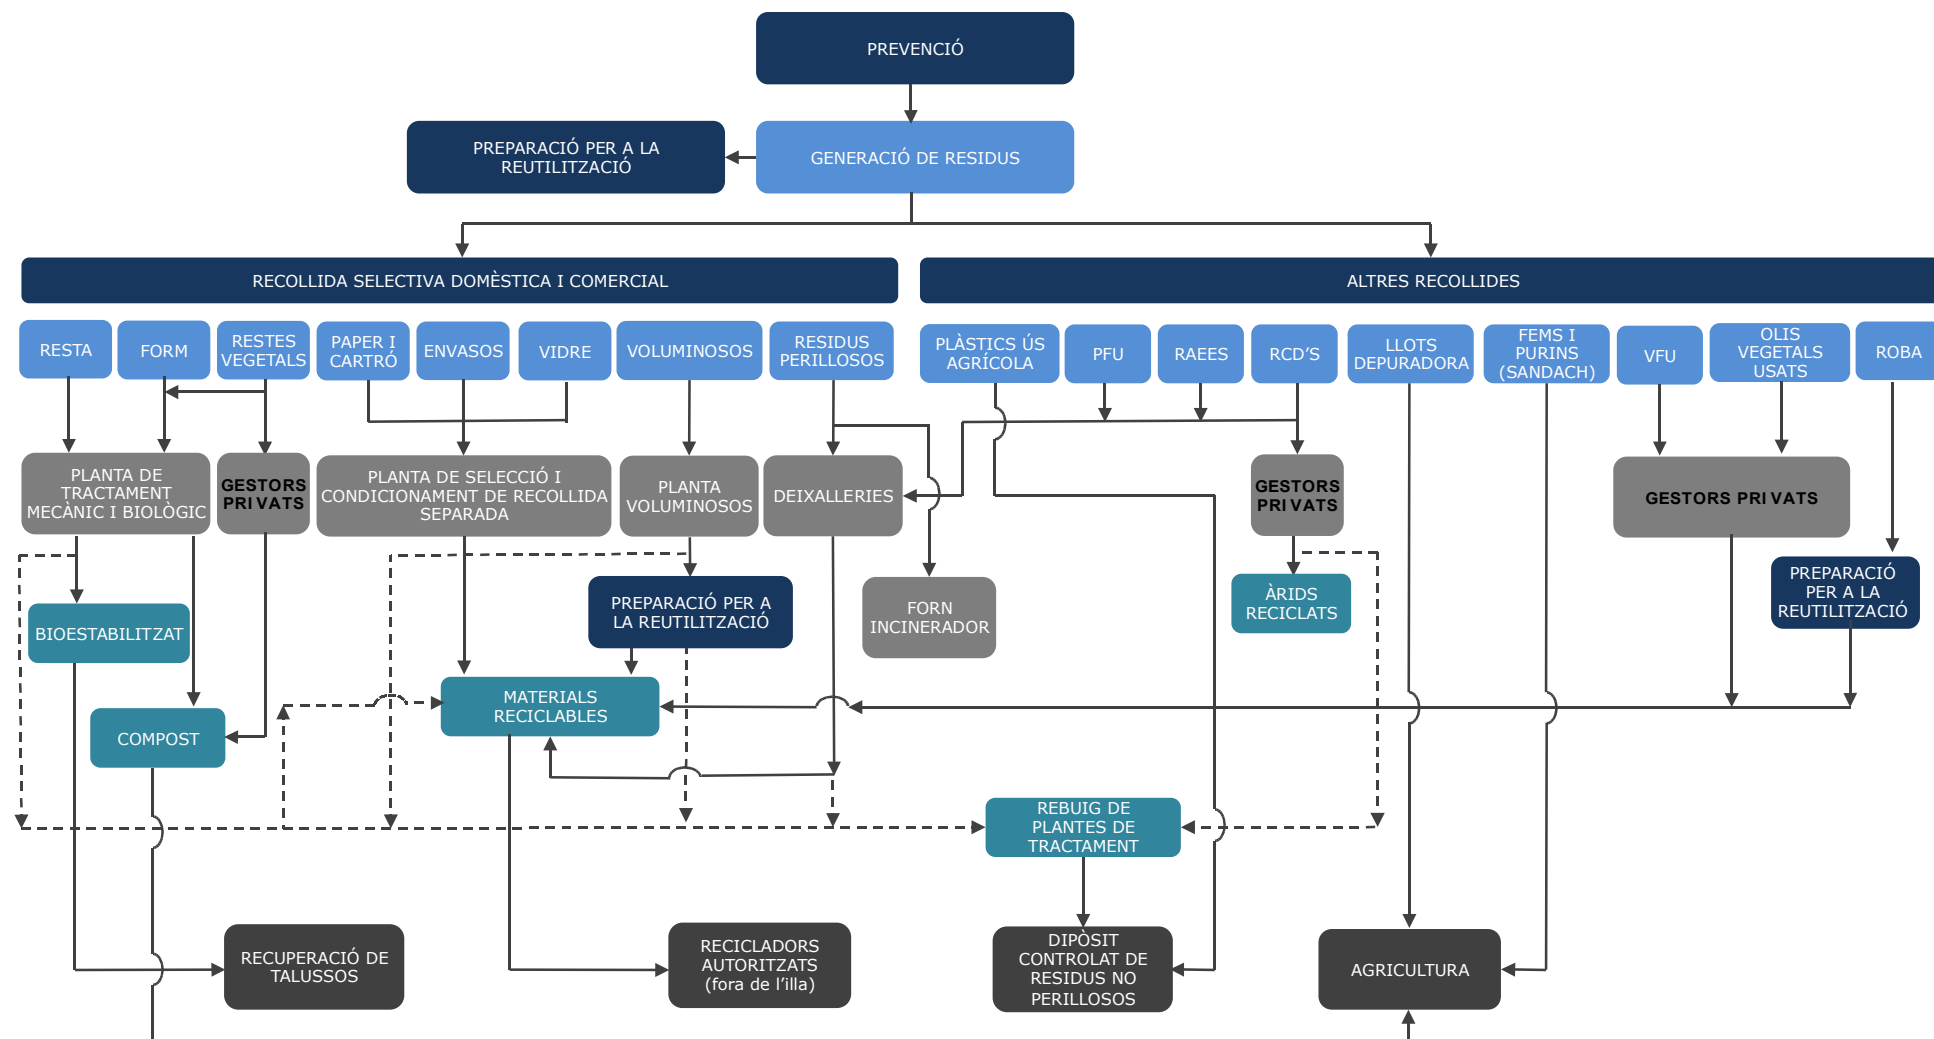 PREVENCIÓ
PREPARACIÓ PER A LA
REUTILITZACIÓ
GENERACIÓ DE RESIDUS
RECOLLIDA SELECTIVA DOMÈSTICA I COMERCIAL
ALTRES RECOLLIDES
RESTA
FORM
RESTES
VEGETALS
PAPER I
CARTRÓ
ENVASOS
VIDRE
VOLUMINOSOS
RESIDUS
PERILLOSOS
PLÀSTICS ÚS
AGRÍCOLA
PFU
RAEES
RCD'S
LLOTS
DEPURADORA
FEMS I
PURINS
(SANDACH)
VFU
OLIS
VEGETALS
USATS
ROBA
PLANTA DE
TRACTAMENT
MECÀNIC I BIOLÒGIC
GESTORS
PRIVATS
PLANTA DE SELECCIÓ I
CONDICIONAMENT DE RECOLLIDA
SEPARADA
PLANTA
VOLUMINOSOS
DEIXALLERIES
GESTORS
PRIVATS
GESTORS PRIVATS
BIOESTABILITZAT
PREPARACIÓ PER A
LA REUTILITZACIÓ
FORN
INCINERADOR
ÀRIDS
RECICLATS
PREPARACIÓ
PER A LA
REUTILITZACIÓ
COMPOST
MATERIALS
RECICLABLES
REBUIG DE
PLANTES DE
TRACTAMENT
RECUPERACIÓ DE
TALUSSOS
RECICLADORS
AUTORITZATS
(fora de l'illa)
DIPÒSIT
CONTROLAT DE
RESIDUS NO
PERILLOSOS
AGRICULTURA